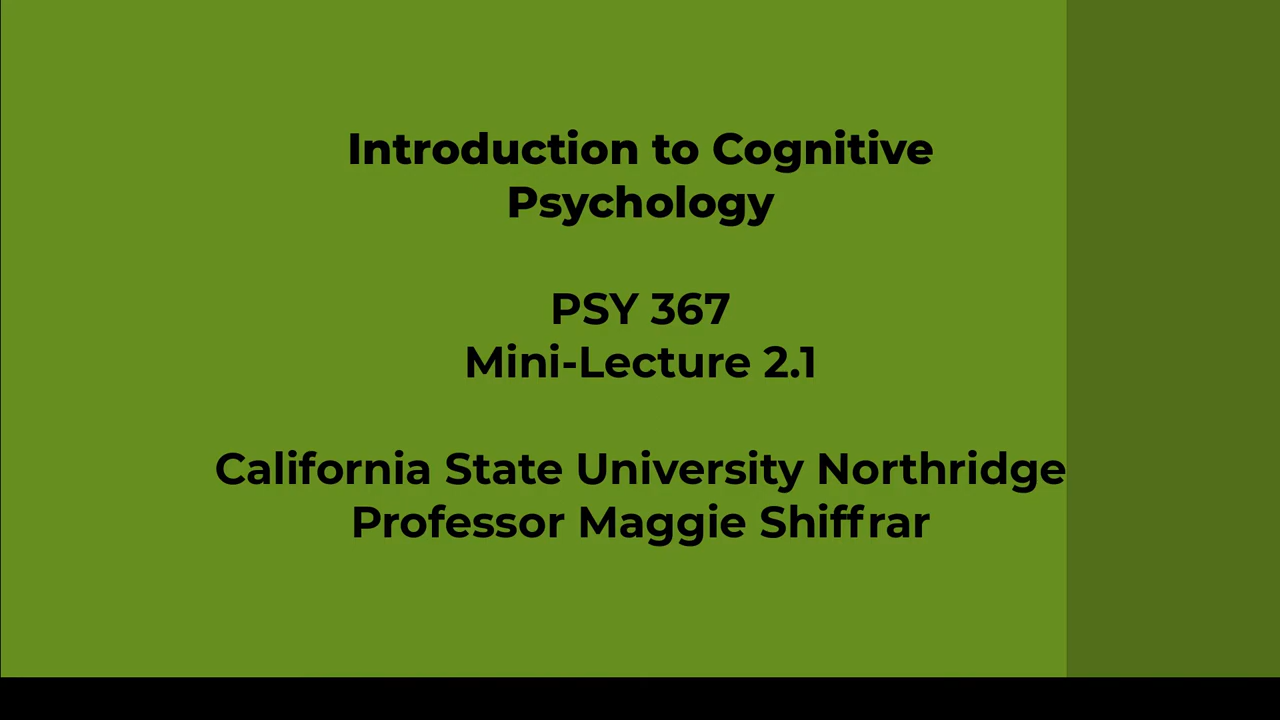 Introduction to Cognitive
Psychology
PSY 367
Mini-Lecture 2.1
California State University Northridge
Professor Maggie Shiffrar